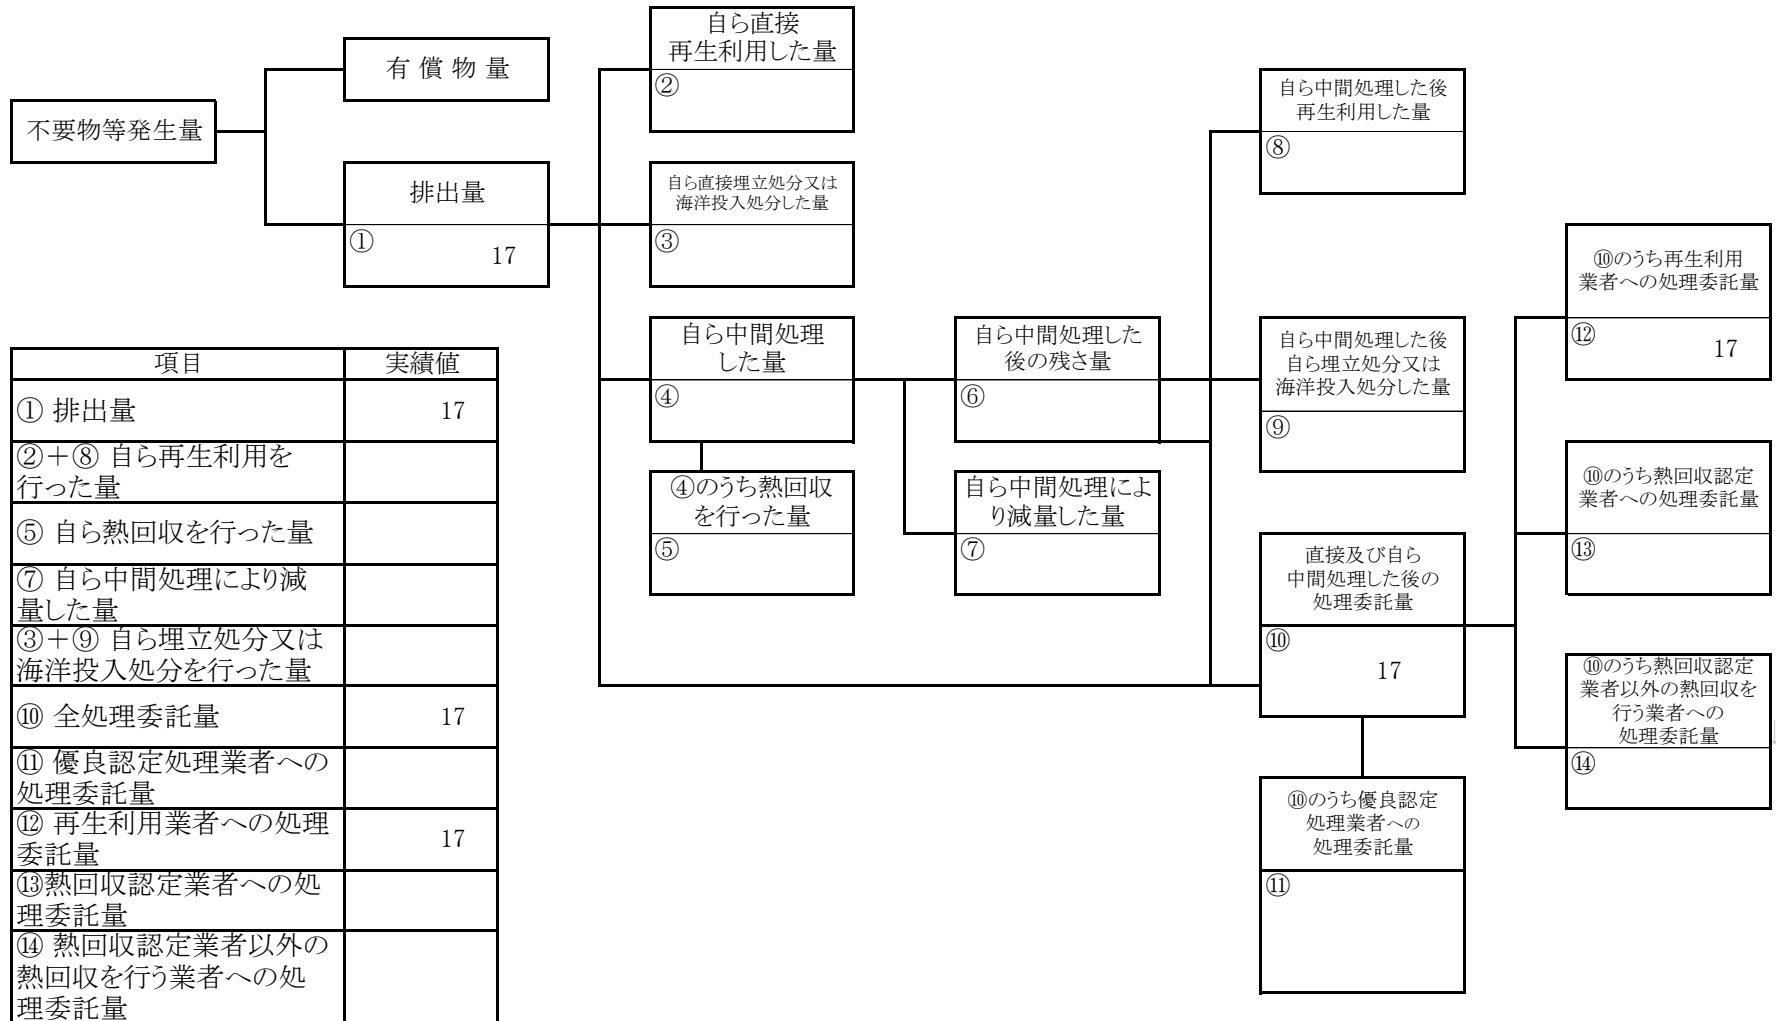 不要物等発生量
有償物量
排出量
①
17
自ら直接
再生利用した量
②
自ら直接埋立処分又は
海洋投入処分した量
③
自ら中間処理
した量
④
④のうち熱回収
を行った量
⑤
自ら中間処理した
後の残さ量
⑥
自ら中間処理によ
り減量した量
⑦
自ら中間処理した後
再生利用した量
⑧
自ら中間処理した後
自ら埋立処分又は
海洋投入処分した量
⑨
直接及び自ら
中間処理した後の
処理委託量
⑩
17
⑩のうち優良認定
処理業者への
処理委託量
⑪
⑩のうち再生利用
業者への処理委託量
⑫
17
⑩のうち熱回収認定
業者への処理委託量
⑬
⑩のうち熱回収認定
業者以外の熱回収を
行う業者への
処理委託量
⑭
項目 実績値
① 排出量 17
②+⑧ 自ら再生利用を
行った量
⑤ 自ら熱回収を行った量
⑦ 自ら中間処理により減
量した量
③+⑨ 自ら埋立処分又は
海洋投入処分を行った量
⑩ 全処理委託量 17
⑪ 優良認定処理業者への
処理委託量
⑫ 再生利用業者への処理
委託量 17
⑬熱回収認定業者への処
理委託量
⑭ 熱回収認定業者以外の
熱回収を行う業者への処
理委託量